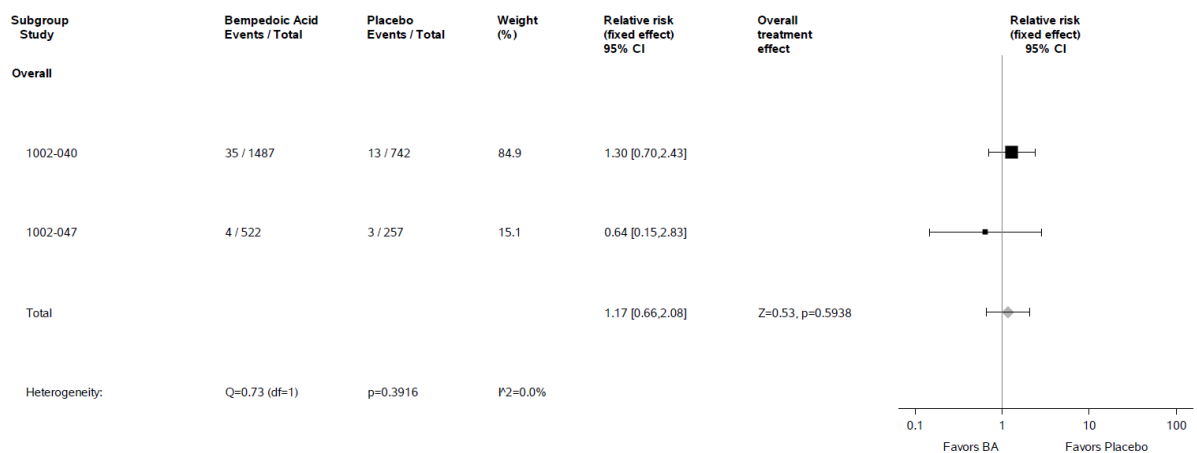 Subgroup Bempedoic Acid Placebo Weight Relative risk Overall Relative risk
Study Events / Total Events / Total (%) (fixed effect) treatment (fixed effect)
95% CI effect 95% CI
Overall
1002-040 35 / 1487 13 / 742 84.9 1.30 [0.70,2.43]
1002-047 4 / 522 3 / 257 15.1 0.64 [0.15,2.83]
Total 1.17 [0.66,2.08] Z=0.53, p=0.5938
Heterogeneity: Q=0.73 (df=1) p=0.3916 I^2=0.0%
0.1 1 10 100
Favors BA Favors Placebo